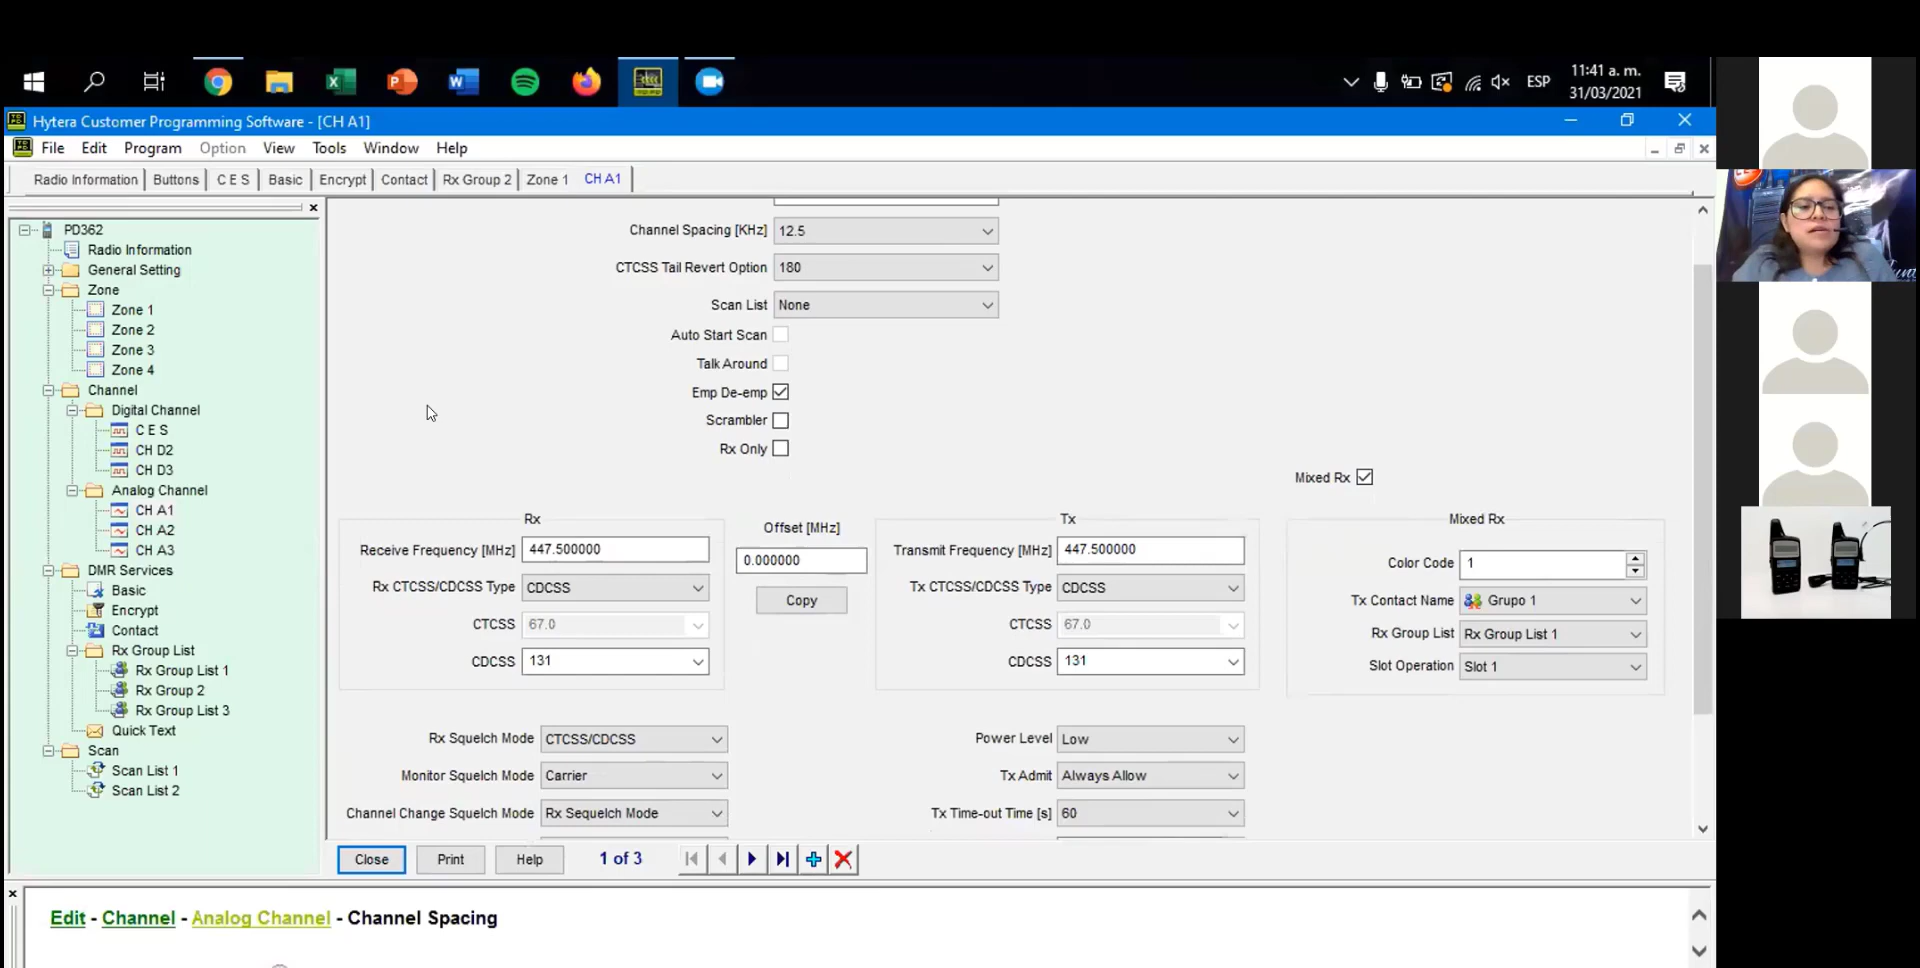 11:41 a. m.
ESP
31/03/2021
Hytera Customer Programming Software - [CH A1]
File Edit Program Option View Tools Window Help
Radio Information Buttons C E S Basic Encrypt Contact Rx Group 2 Zone 1 CH A1
PD362
Radio Information
General Setting
Zone
Zone 1
Zone 2
Zone 3
Zone 4
Channel
Digital Channel
C E S
CH D2
CH D3
Analog Channel
CH A1
CH A2
CH A3
DMR Services
Basic
Encrypt
Contact
Rx Group List
Rx Group List 1
Rx Group 2
Rx Group List 3
Quick Text
Scan
Scan List 1
Scan List 2
Channel Spacing [KHz] 12.5
CTCSS Tail Revert Option 180
Scan List None
Auto Start Scan
Talk Around
Emp De-emp
Scrambler
Rx Only
Mixed Rx
Rx
Receive Frequency [MHz] 447.500000
Rx CTCSS/CDCSS Type CDCSS
CTCSS 67.0
CDCSS 131
Offset [MHz]
0.000000
Copy
Tx
Transmit Frequency [MHz] 447.500000
Tx CTCSS/CDCSS Type CDCSS
CTCSS 67.0
CDCSS 131
Mixed Rx
Color Code 1
Tx Contact Name Grupo 1
Rx Group List Rx Group List 1
Slot Operation Slot 1
Rx Squelch Mode CTCSS/CDCSS
Monitor Squelch Mode Carrier
Channel Change Squelch Mode Rx Sequelch Mode
Power Level Low
Tx Admit Always Allow
Tx Time-out Time [s] 60
Close Print Help 1 of 3
Edit - Channel - Analog Channel - Channel Spacing